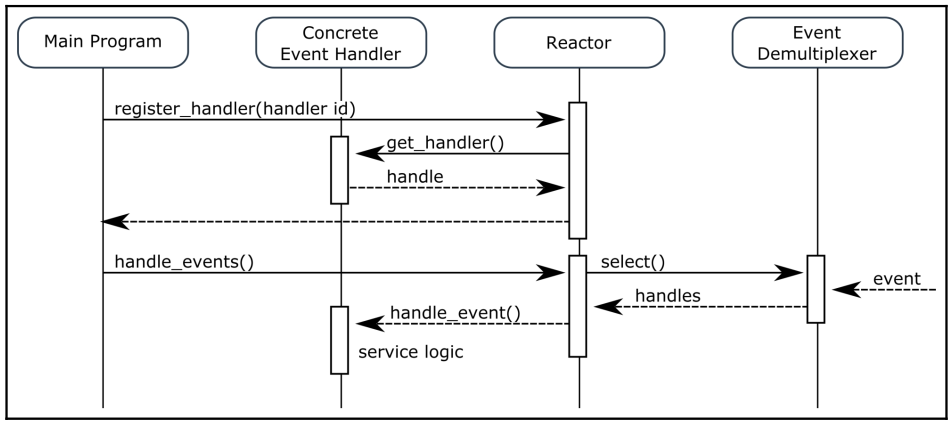 Main Program
Concrete
Event Handler
Reactor
Event
Demultiplexer
register_handler(handler id)
get_handler()
handle
handle_events()
select()
event
handles
handle_event()
service logic